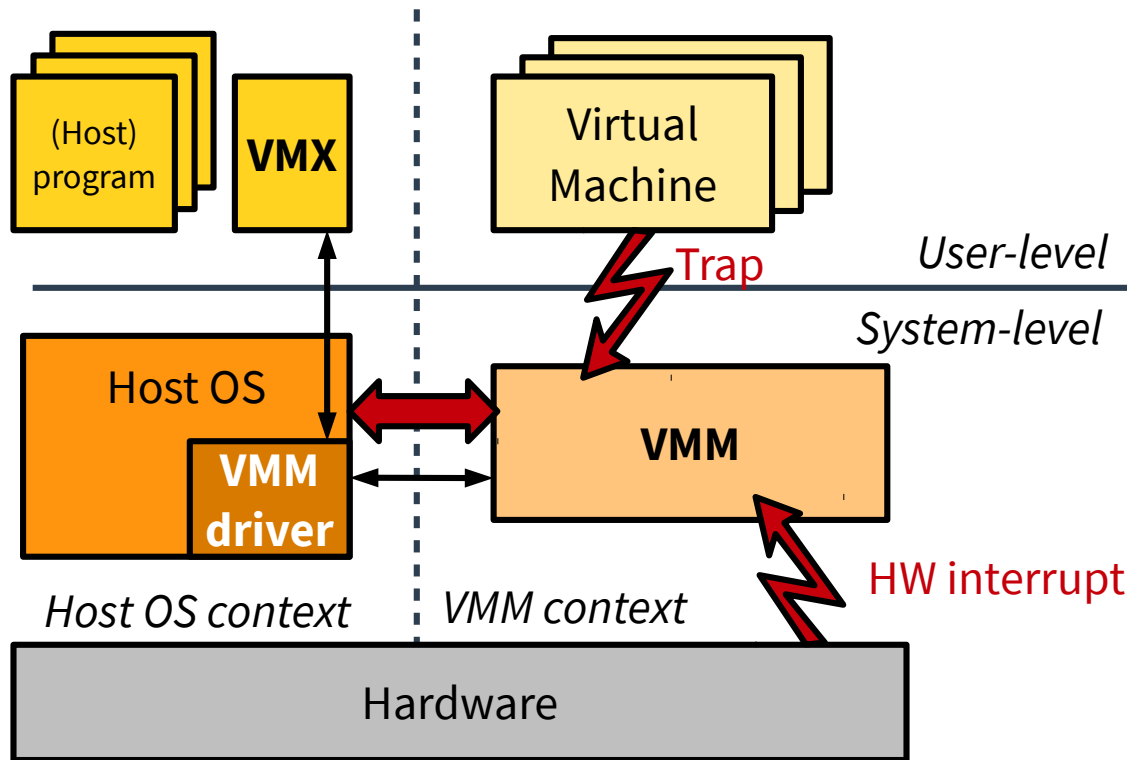 (Host)
program
VMX
Virtual
Machine
Trap
User-level
System-level
Host OS
VMM
driver
VMM
HW interrupt
Host OS context
VMM context
Hardware